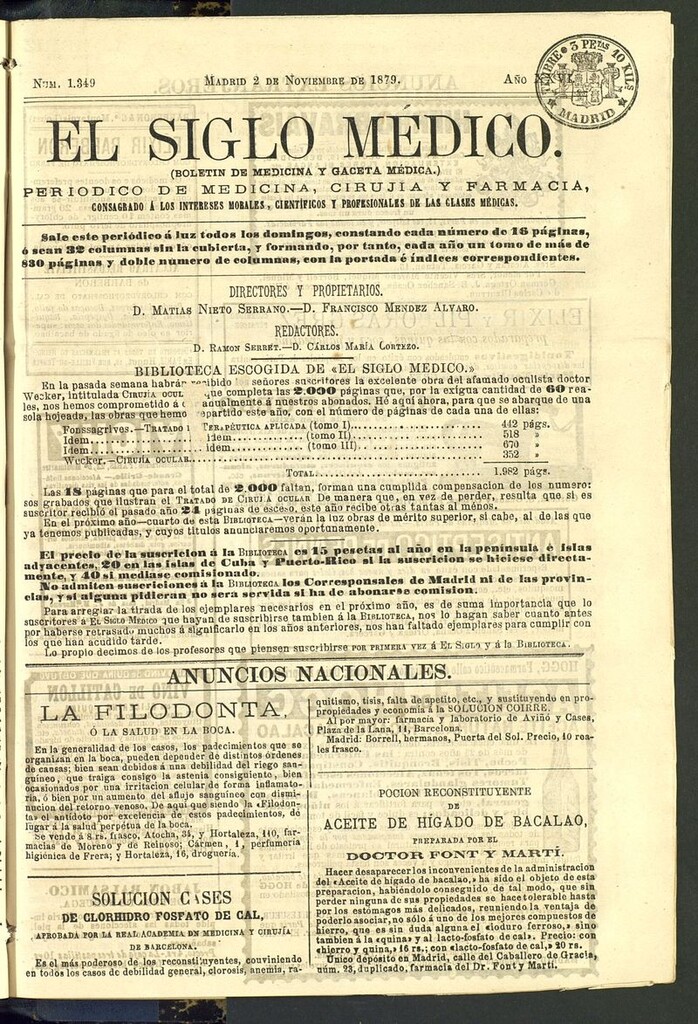 NUM. 1.349
MADRID 2 DE NOVIEMBRE DE 1879.
AÑO XXVI.
TIMBRE 3 PETAS 10 KILS
MADRID
EL SIGLO MÉDICO.
(BOLETIN DE MEDICINA Y GACETA MÉDICA.)
PERIODICO DE MEDICINA, CIRUJIA Y FARMACIA,
CONSAGRADO Á LOS INTERESES MORALES, CIENTÍFICOS Y PROFESIONALES DE LAS CLASES MÉDICAS.
Sale este periódico á luz todos los domingos, constando cada número de 16 páginas,
ó sean 32 columnas sin la cubierta, y formando, por tanto, cada año un tomo de más de
830 páginas y doble numero de columnas, con la portada é índices correspondientes.
DIRECTORES Y PROPIETARIOS.
D. MATIAS NIETO SERRANO.—D. FRANCISCO MENDEZ ALVARO.
REDACTORES.
D. RAMON SERRET.—D. CÁRLOS MARÍA CORTEZO.
BIBLIOTECA ESCOGIDA DE «EL SIGLO MEDICO.»
En la pasada semana habrán recibido señores suscritores la excelente obra del afamado oculista doctor
Wecker, intitulada CIRUJÍA OCUL que completa las 2.000 páginas que, por la exigua cantidad de 60 rea-
les, nos hemos comprometido á anualmente á nuestros abonados. Hé aquí ahora, para que se abarque de una
sola hojeada, las obras que hemo repartido este año, con el número de páginas de cada una de ellas:
Fonssagrives.—TRATADO TERAPÉUTICA APLICADA (tomo I) 442 págs.
Idem idem (tomo II) 518 »
Idem idem (tomo III) 670 »
Wecker.—CIRUJÍA OCULAR 352 »
TOTAL 1.982 págs.
Las 18 páginas que para el total de 2.000 faltan, forman una cumplida compensacion de los numero-
sos grabados que ilustran el TRATADO DE CIRUJÍA OCULAR De manera que, en vez de perder, resulta que si es
suscritor recibió el pasado año 24 páginas de esceso, este año recibe otras tantas al ménos.
En el próximo año—cuarto de esta BIBLIOTECA—verán la luz obras de mérito superior, si cabe, al de las que
ya tenemos publicadas, y cuyos títulos anunciaremos oportunamente.
El precio de la suscricion á la BIBLIOTECA es 15 pesetas al año en la península é islas
adyacentes, 20 en las islas de Cuba y Puerto-Rico si la suscricion se hiciese directa-
mente, y 40 si mediase comisionado.
No admiten suscriciones á la BIBLIOTECA los Corresponsales de Madrid ni de las provin-
cias, y si alguna pidieran no sera servida si ha de abonarse comision.
Para arreglar la tirada de los ejemplares necesarios en el próximo año, es de suma importancia que los
suscritores á EL SIGLO MÉDICO que hayan de suscribirse tambien á la BIBLIOTECA, nos lo hagan saber cuanto antes
por haberse retrasado muchos á significarlo en los años anteriores, nos han faltado ejemplares para cumplir con
los que han acudido tarde.
Lo propio decimos de los profesores que piensen suscribirse POR PRIMERA VEZ á EL SIGLO y á la BIBLIOTECA.
ANUNCIOS NACIONALES.
LA FILODONTA,
Ó LA SALUD EN LA BOCA.
En la generalidad de los casos, los padecimientos que se
organizan en la boca, pueden depender de distintos órdenes
de causas; bien sean debidos á una debilidad del riego san-
guíneo, que traiga consigo la astenia consiguiente, bien
ocasionados por una irritacion celular de forma inflamato-
ria, ó bien por un aumento del aflujo sanguíneo con dismi-
nucion del retorno venoso. De aquí que siendo la «Filodon-
ta» el antídoto por excelencia de estos padecimientos, dé
lugar á la salud perpétua de la boca.
Se vende á 8 rs. frasco, Atocha, 34, y Hortaleza, 110, far-
macias de Moreno y de Reinoso; Cármen, 1, perfumería
higiénica de Frera; y Hortaleza, 16, droguería.
SOLUCION CASES
DE CLORHIDRO FOSFATO DE CAL,
APROBADA POR LA REAL ACADEMIA DE MEDICINA Y CIRUJÍA
DE BARCELONA.
Es el más poderoso de los reconstituyentes, conviniendo
en todos los casos de debilidad general, clorosis, anemia, ra-
quitismo, tísis, falta de apetito, etc., y sustituyendo en pro-
piedades y economía á la SOLUCION COIRRE.
Al por mayor: farmacia y laboratorio de Aviñó y Cases,
Plaza de la Lana, 11, Barcelona.
Madrid: Borrell, hermanos, Puerta del Sol. Precio, 10 rea-
les frasco.
POCION RECONSTITUYENTE
DE
ACEITE DE HÍGADO DE BACALAO,
PREPARADA POR EL
DOCTOR FONT Y MARTÍ.
Hacer desaparecer los inconvenientes de la administracion
del «Aceite de hígado de bacalao,» ha sido el objeto de esta
preparacion, habiéndolo conseguido de tal modo, que sin
perder ninguna de sus propiedades se hace tolerable hasta
por los estómagos más delicados, reuniendo la ventaja de
poderlo asociar, no sólo á uno de los mejores compuestos de
hierro, que es sin duda alguna el «ioduro ferroso,» sino
tambien á la «quina» y al «lacto-fosfato de cal». Precio: con
«hierro y quina,» 16 rs.; con «lacto-fosfato de cal,» 20 rs.
Único depósito en Madrid, calle del Caballero de Gracia,
núm. 23, duplicado, farmacia del Dr. Font y Martí.